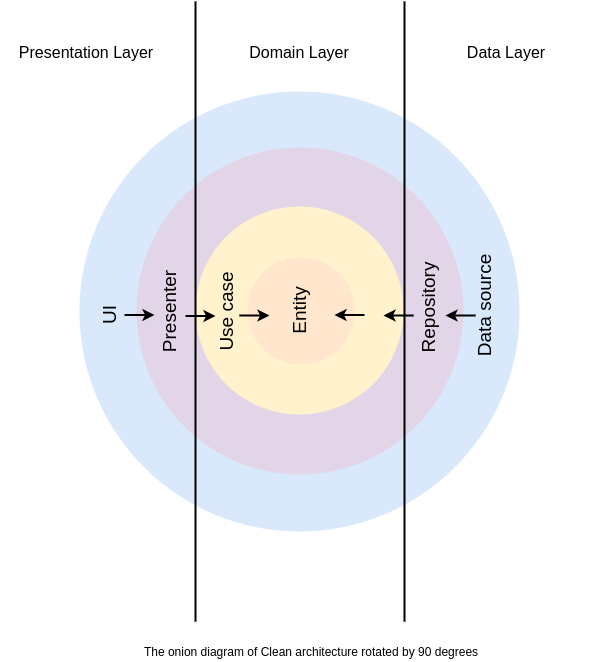 Presentation Layer
Domain Layer
Data Layer
UI
Presenter
Use case
Entity
Repository
Data source
The onion diagram of Clean architecture rotated by 90 degrees